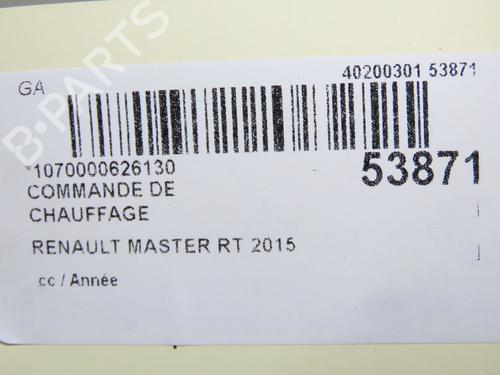 GA
40200301 53871
*1070000626130
53871
COMMANDE DE
CHAUFFAGE
RENAULT MASTER RT 2015
cc / Année
B-PARTS